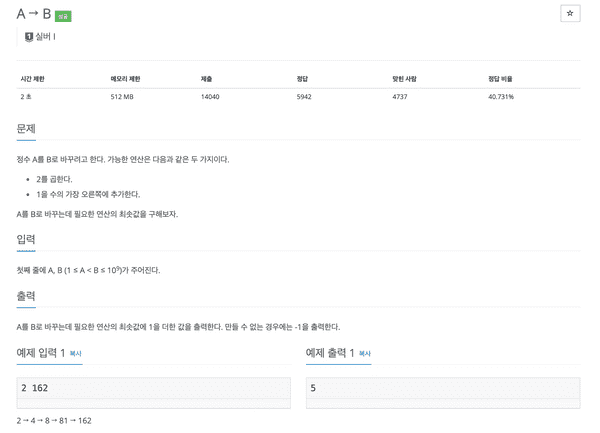 A → B 성공
☆
1 실버 I
시간 제한 메모리 제한 제출 정답 맞힌 사람 정답 비율
2 초 512 MB 14040 5942 4737 40.731%
문제
정수 A를 B로 바꾸려고 한다. 가능한 연산은 다음과 같은 두 가지이다.
• 2를 곱한다.
• 1을 수의 가장 오른쪽에 추가한다.
A를 B로 바꾸는데 필요한 연산의 최솟값을 구해보자.
입력
첫째 줄에 A, B (1 ≤ A < B ≤ 10⁹)가 주어진다.
출력
A를 B로 바꾸는데 필요한 연산의 최솟값에 1을 더한 값을 출력한다. 만들 수 없는 경우에는 -1을 출력한다.
예제 입력 1 복사
2 162
예제 출력 1 복사
5
2 → 4 → 8 → 81 → 162